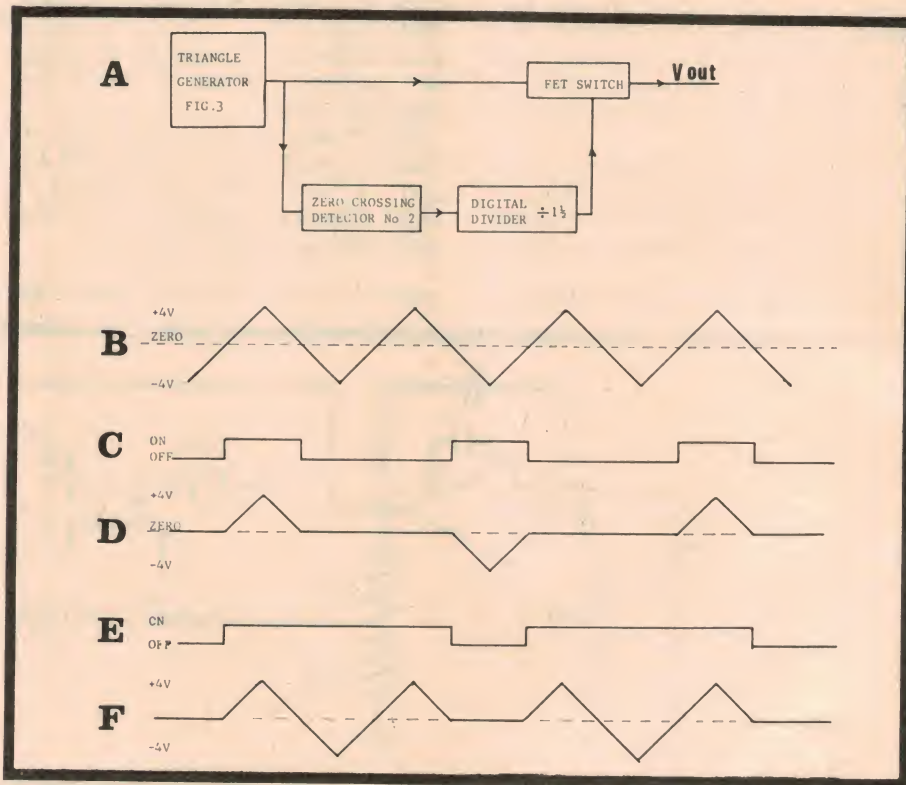 A
TRIANGLE
GENERATOR
FIG.3
FET SWITCH
V out
ZERO CROSSING
DETECTOR No 2
DIGITAL
DIVIDER ÷1½
B
+4V
ZERO
-4V
C
ON
OFF
D
+4V
ZERO
-4V
E
ON
OFF
F
+4V
-4V